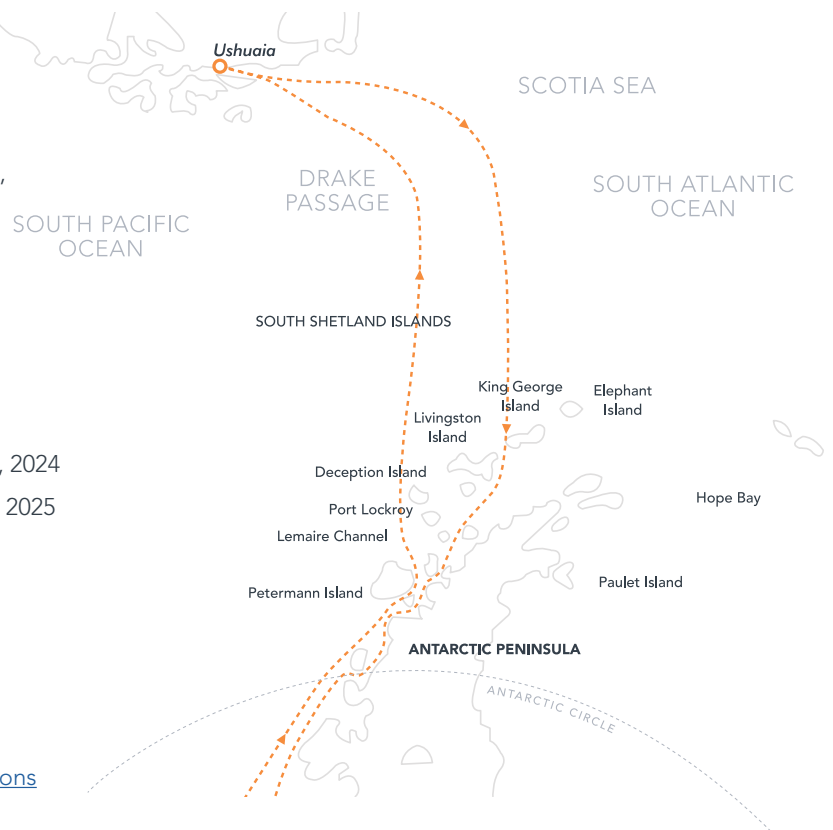 Ushuaia
SCOTIA SEA
DRAKE
PASSAGE
,
SOUTH ATLANTIC
OCEAN
SOUTH PACIFIC
OCEAN
SOUTH SHETLAND ISLANDS
King George
Island
Elephant
Island
Livingston
Island
, 2024
Deception Island
2025
Hope Bay
Port Lockroy
Lemaire Channel
Paulet Island
Petermann Island
ANTARCTIC PENINSULA
ANTARCTIC CIRCLE
ons